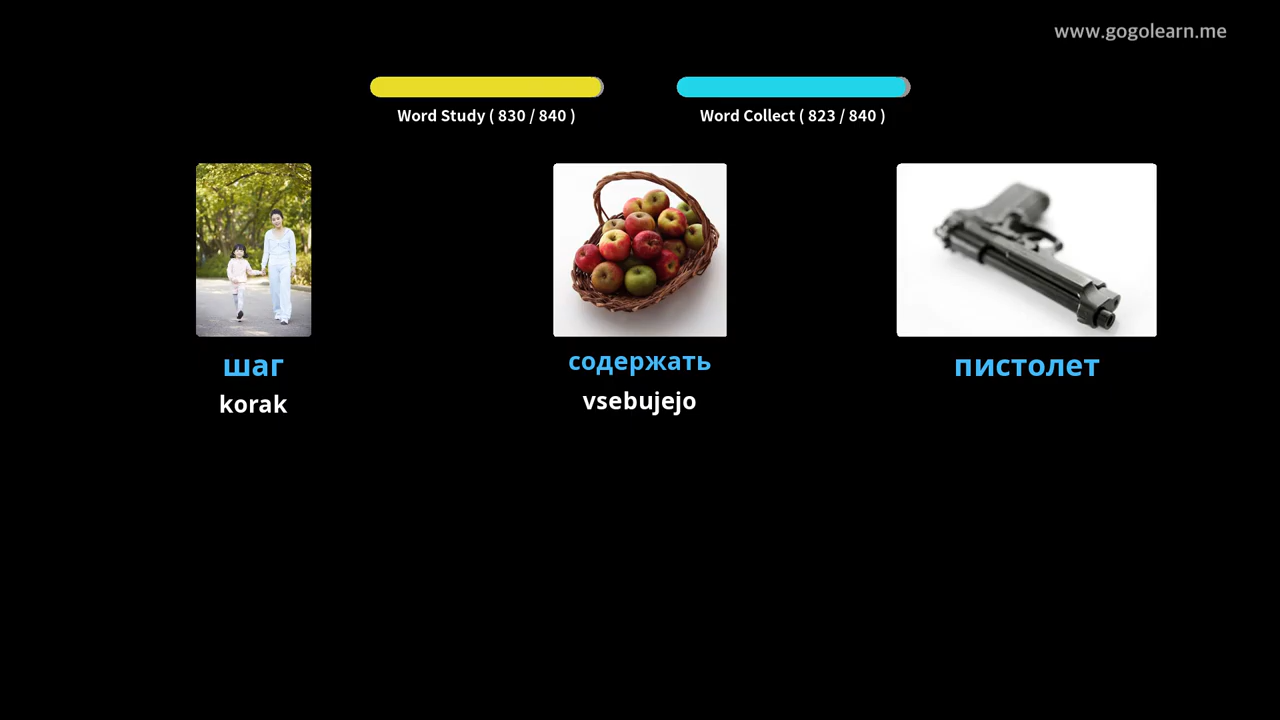 www.gogolearn.me
Word Study ( 830 / 840 )
Word Collect ( 823 / 840 )
шаг
korak
содержать
vsebujejo
пистолет